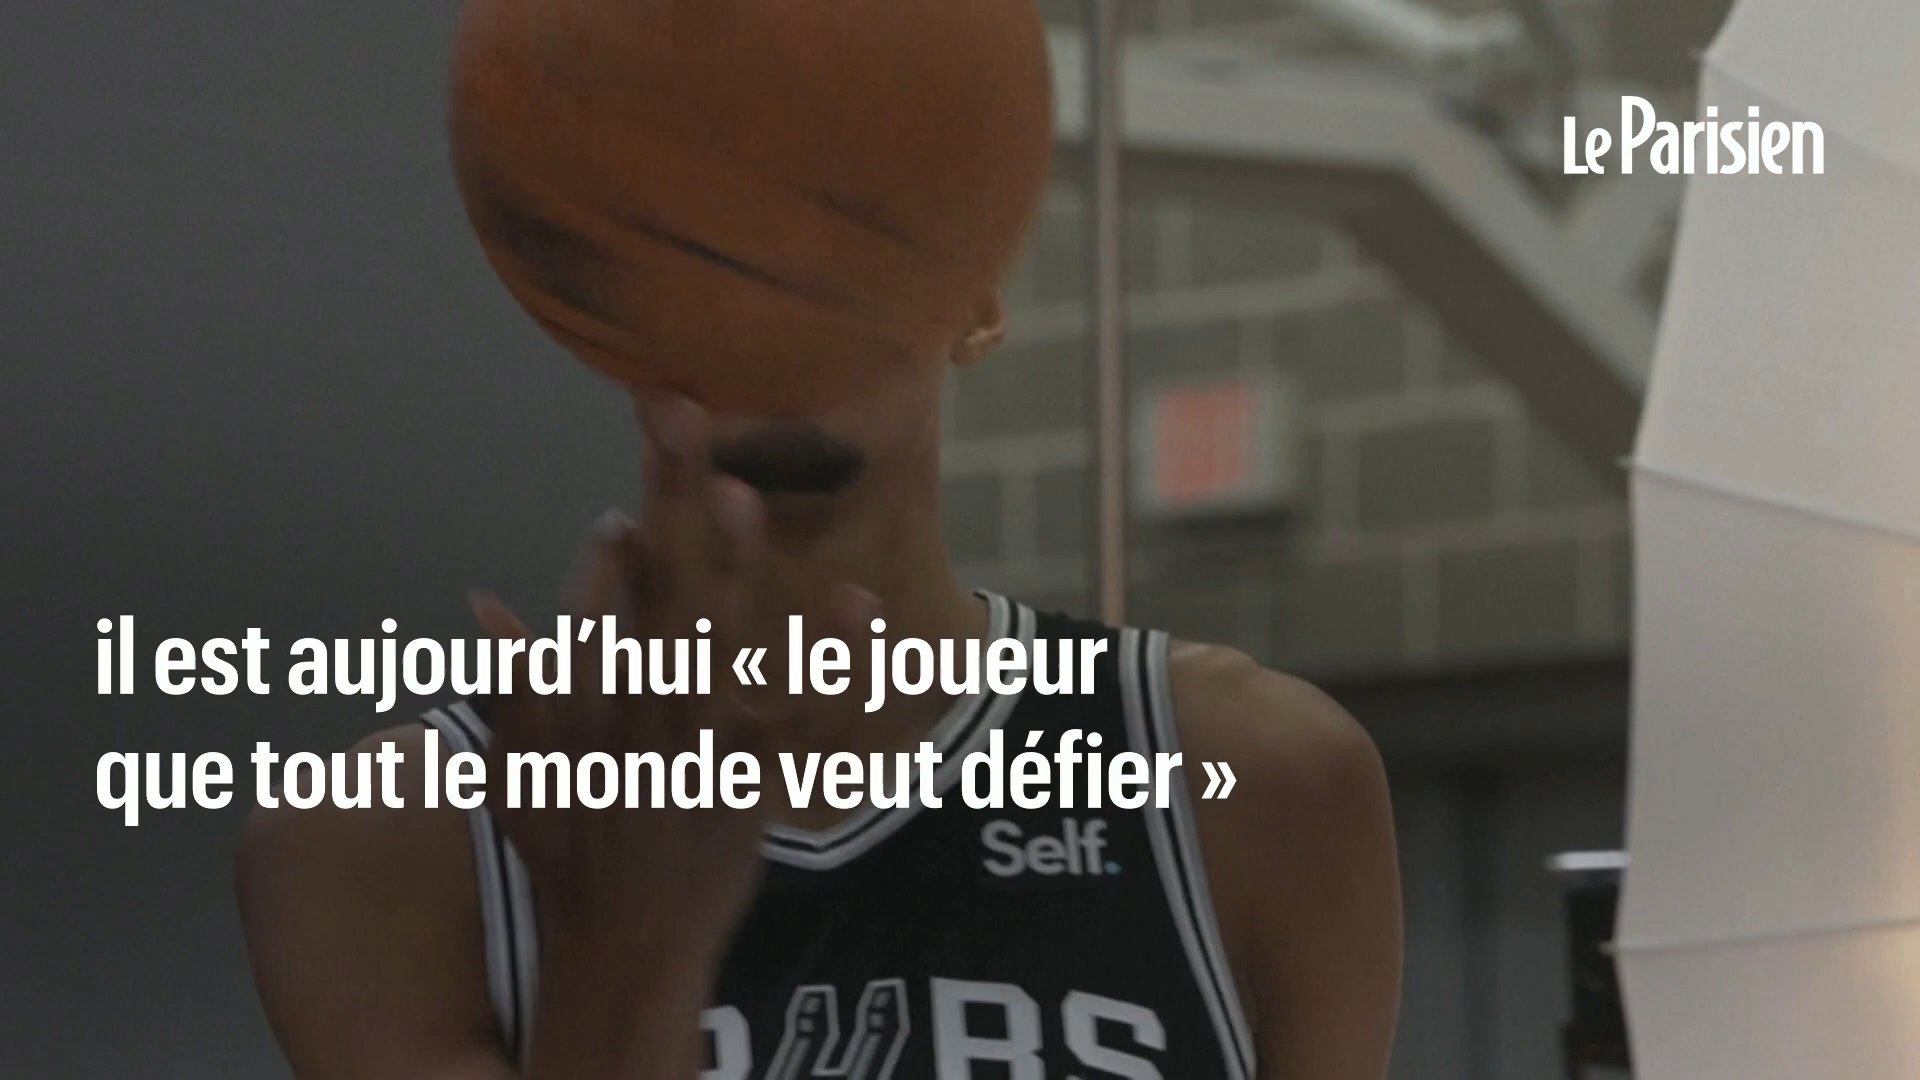 Le Parisien
il est aujourd’hui « le joueur
que tout le monde veut défier »
Self.